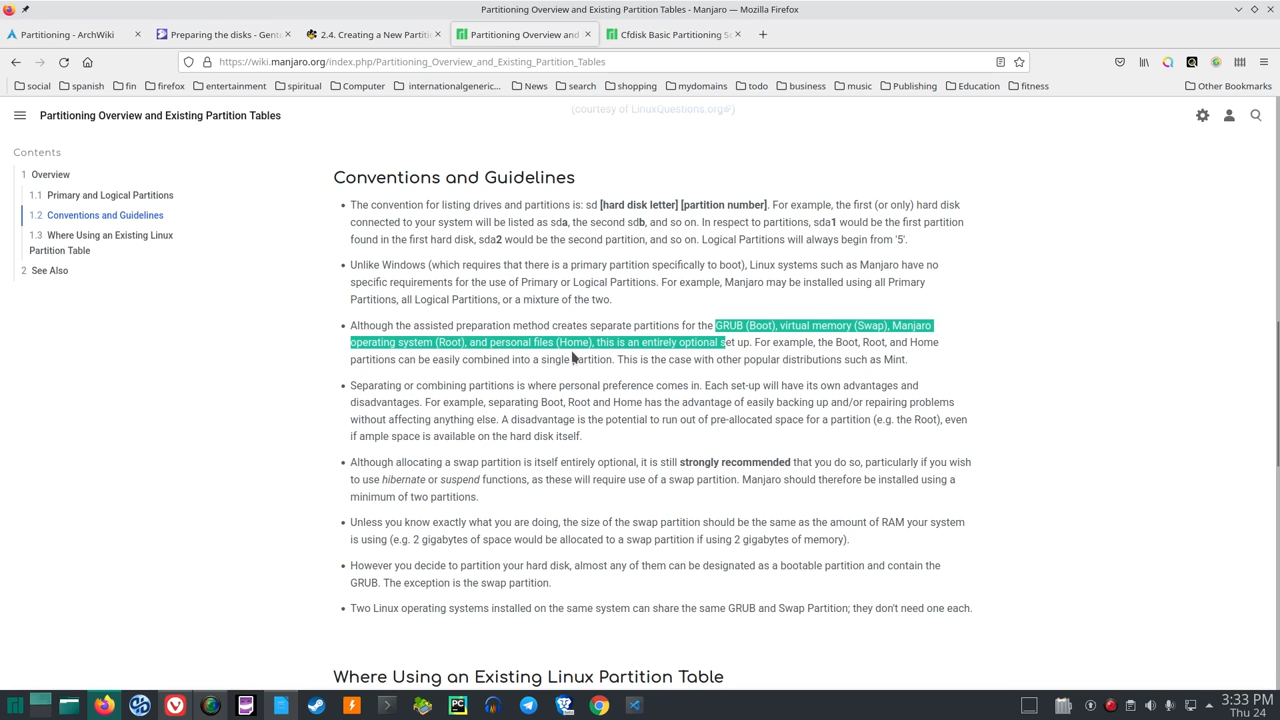 Partitioning Overview and Existing Partition Tables - Manjaro — Mozilla Firefox
Partitioning - ArchWiki
Preparing the disks - Gent
2.4. Creating a New Partit
Partitioning Overview and
Cfdisk Basic Partitioning S
https://wiki.manjaro.org/index.php/Partitioning_Overview_and_Existing_Partition_Tables
social spanish fin firefox entertainment spiritual Computer internationalgeneric... News search shopping mydomains todo business music Publishing Education fitness Other Bookmarks
(courtesy of LinuxQuestions.org)
Partitioning Overview and Existing Partition Tables
Contents
1 Overview
1.1 Primary and Logical Partitions
1.2 Conventions and Guidelines
1.3 Where Using an Existing Linux
Partition Table
2 See Also
Conventions and Guidelines
• The convention for listing drives and partitions is: sd [hard disk letter] [partition number]. For example, the first (or only) hard disk
connected to your system will be listed as sda, the second sdb, and so on. In respect to partitions, sda1 would be the first partition
found in the first hard disk, sda2 would be the second partition, and so on. Logical Partitions will always begin from '5'.
• Unlike Windows (which requires that there is a primary partition specifically to boot), Linux systems such as Manjaro have no
specific requirements for the use of Primary or Logical Partitions. For example, Manjaro may be installed using all Primary
Partitions, all Logical Partitions, or a mixture of the two.
• Although the assisted preparation method creates separate partitions for the GRUB (Boot), virtual memory (Swap), Manjaro
operating system (Root), and personal files (Home), this is an entirely optional set up. For example, the Boot, Root, and Home
partitions can be easily combined into a single partition. This is the case with other popular distributions such as Mint.
• Separating or combining partitions is where personal preference comes in. Each set-up will have its own advantages and
disadvantages. For example, separating Boot, Root and Home has the advantage of easily backing up and/or repairing problems
without affecting anything else. A disadvantage is the potential to run out of pre-allocated space for a partition (e.g. the Root), even
if ample space is available on the hard disk itself.
• Although allocating a swap partition is itself entirely optional, it is still strongly recommended that you do so, particularly if you wish
to use hibernate or suspend functions, as these will require use of a swap partition. Manjaro should therefore be installed using a
minimum of two partitions.
• Unless you know exactly what you are doing, the size of the swap partition should be the same as the amount of RAM your system
is using (e.g. 2 gigabytes of space would be allocated to a swap partition if using 2 gigabytes of memory).
• However you decide to partition your hard disk, almost any of them can be designated as a bootable partition and contain the
GRUB. The exception is the swap partition.
• Two Linux operating systems installed on the same system can share the same GRUB and Swap Partition; they don't need one each.
Where Using an Existing Linux Partition Table
3:33 PM
Thu 24